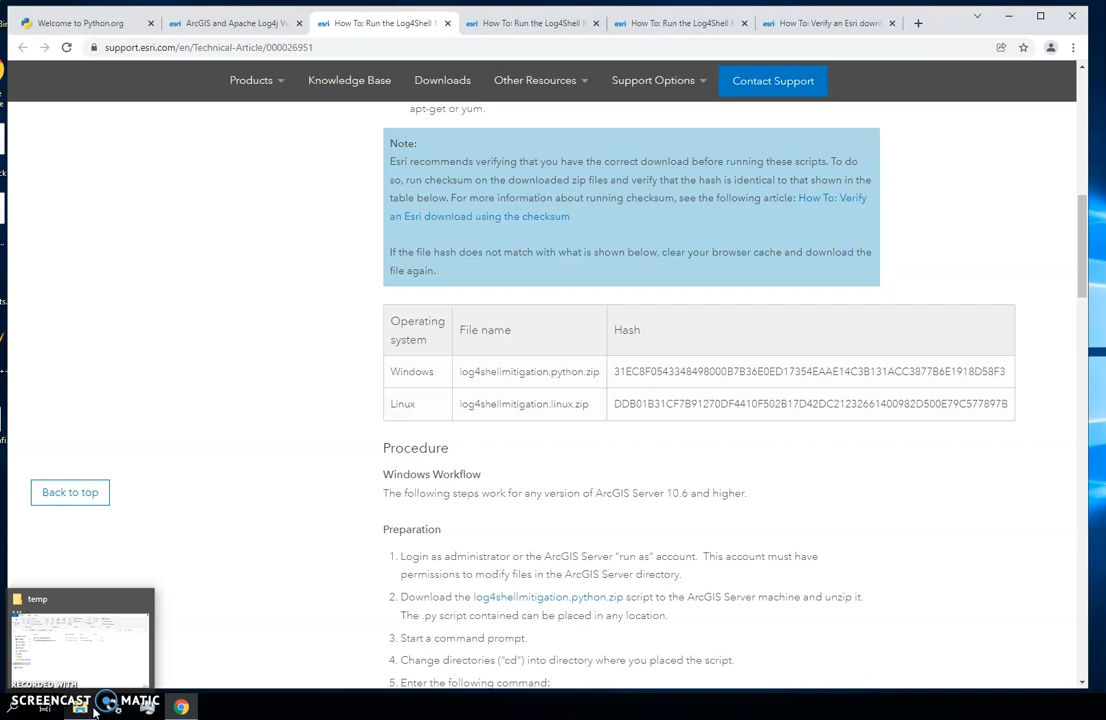 Welcome to Python.org
esri ArcGIS and Apache Log4j Vu
esri How To: Run the Log4Shell M
esri How To: Run the Log4Shell M
esri How To: Run the Log4Shell M
esri How To: Verify an Esri downl
support.esri.com/en/Technical-Article/000026951
Products Knowledge Base Downloads Other Resources Support Options Contact Support
apt-get or yum.
Note:
Esri recommends verifying that you have the correct download before running these scripts. To do
so, run checksum on the downloaded zip files and verify that the hash is identical to that shown in the
table below. For more information about running checksum, see the following article: How To: Verify
an Esri download using the checksum
If the file hash does not match with what is shown below, clear your browser cache and download the
file again.
Operating
system
File name
Hash
Windows log4shellmitigation.python.zip 31EC8F0543348498000B7B36E0ED17354EAAE14C3B131ACC3877B6E1918D58F3
Linux log4shellmitigation.linux.zip DDB01B31CF7B91270DF4410F502B17D42DC21232661400982D500E79C577897B
Procedure
Windows Workflow
The following steps work for any version of ArcGIS Server 10.6 and higher.
Back to top
Preparation
1. Login as administrator or the ArcGIS Server “run as” account. This account must have
permissions to modify files in the ArcGIS Server directory.
2. Download the log4shellmitigation.python.zip script to the ArcGIS Server machine and unzip it.
The .py script contained can be placed in any location.
3. Start a command prompt.
4. Change directories (“cd”) into directory where you placed the script.
5. Enter the following command:
temp
RECORDED WITH
SCREENCAST MATIC